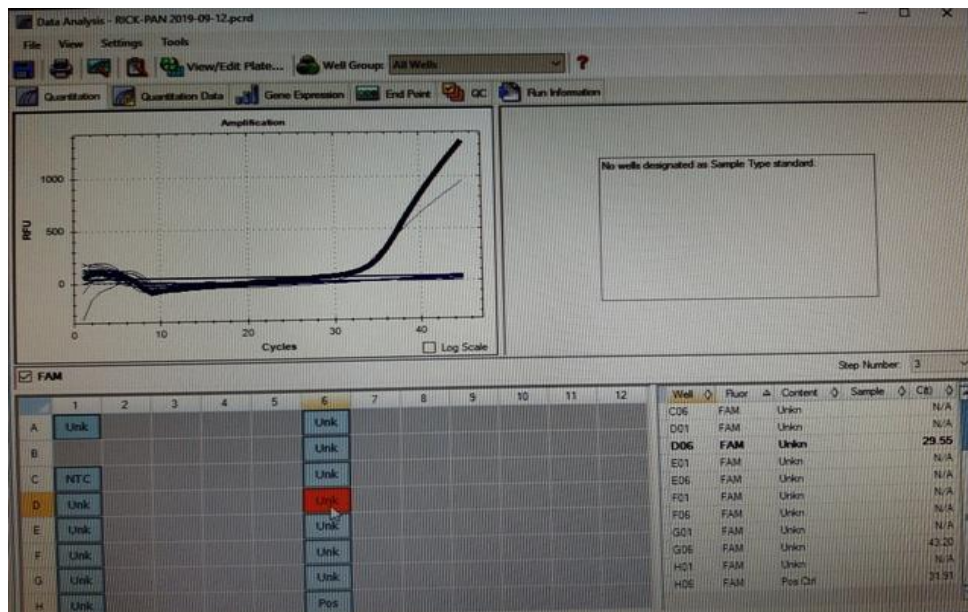 Data Analysis - RICK-PAN 2019-09-12.pcrd
File View Settings Tools
View/Edit Plate... Well Group: All Wells ?
Quantitation Quantitation Data Gene Expression End Point QC Run Information
Amplification
No wells designated as Sample Type standard.
1000
RFU
500
0
0 10 20 30 40
Cycles
Log Scale
Step Number: 3
FAM
1 2 3 4 5 6 7 8 9 10 11 12
A Unk Unk
B Unk
C NTC Unk
D Unk Unk
E Unk Unk
F Unk Unk
G Unk Unk
H Unk Pos
Well Fluor Content Sample C(t)
C06 FAM Unkn N/A
D01 FAM Unkn N/A
D06 FAM Unkn 29.55
E01 FAM Unkn N/A
E06 FAM Unkn N/A
F01 FAM Unkn N/A
F06 FAM Unkn N/A
G01 FAM Unkn N/A
G06 FAM Unkn 43.20
H01 FAM Unkn N/A
H06 FAM Pos Ctrl 31.91